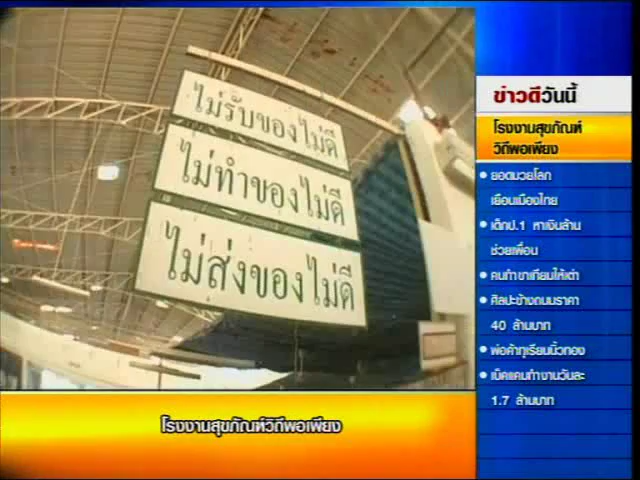 ไม่รับของไม่ดี
ไม่ทำของไม่ดี
ไม่ส่งของไม่ดี
ข่าวดีวันนี้
โรงงานสุขภัณฑ์
วิถีพอเพียง
ยอดมวยโลก
เยือนเมืองไทย
เด็กป.1 หาเงินล้าน
ช่วยเพื่อน
คนทำขาเทียมให้เต่า
ศิลปะข้างถนนราคา
40 ล้านบาท
พ่อค้าทุเรียนนิ้วทอง
เบ็คแคมทำงานวันละ
1.7 ล้านบาท
โรงงานสุขภัณฑ์วิถีพอเพียง